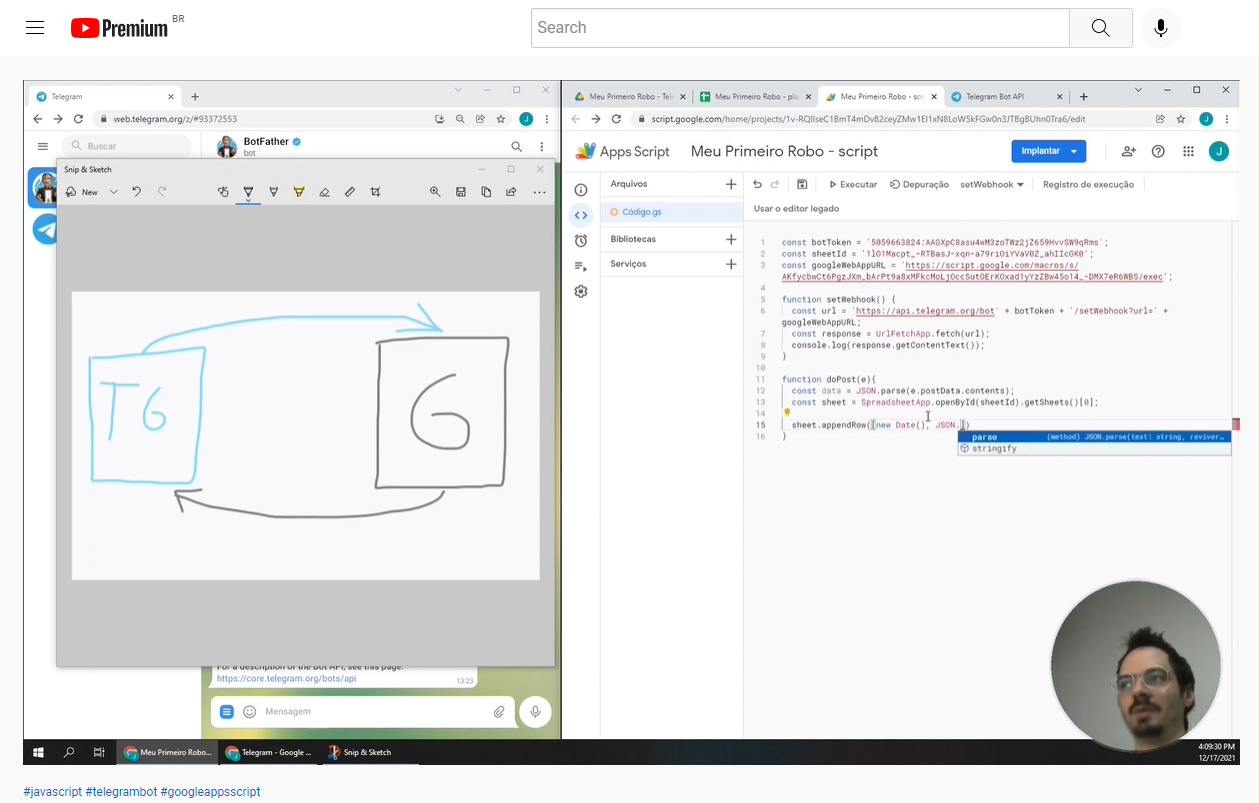 Premium
BR
Search
Telegram
web.telegram.org/z/#93372553
Buscar
BotFather
bot
Snip & Sketch
New
TG
G
For a description of the Bot API, see this page:
https://core.telegram.org/bots/api
13:23
Mensagem
Meu Primeiro Robo - Tele
Meu Primeiro Robo - plan
Meu Primeiro Robo - scri
Telegram Bot API
script.google.com/home/projects/1v-RQIIseC1BmT4mDv82ceyZMw1EI1xN8LoW5kFGw0n3JTBgBUhn0Tra6/edit
J
Apps Script
Meu Primeiro Robo - script
Implantar
J
Arquivos
Executar
Depuração
setWebhook
Registro de execução
Código.gs
Usar o editor legado
Bibliotecas
Serviços
1 const botToken = '5059663824:AAGXpC8asu4wM3zoTWz2jZ659HvvSW9qRms';
2 const sheetId = '1lO1Macpt_-RTBasJ-xqn-a79riOiYVaV0Z_ahIIcGK0';
3 const googleWebAppURL = 'https://script.google.com/macros/s/
AKfycbwCt6PgzJXm_bArPt9a8xMFkcMoLjOccSutOErKOxad1yYzZBw45o14_-DMX7eR6WBS/exec';
4
5 function setWebhook() {
6 const url = 'https://api.telegram.org/bot' + botToken + '/setWebhook?url=' +
googleWebAppURL;
7 const response = UrlFetchApp.fetch(url);
8 console.log(response.getContentText());
9 }
10
11 function doPost(e){
12 const data = JSON.parse(e.postData.contents);
13 const sheet = SpreadsheetApp.openById(sheetId).getSheets()[0];
14
15 sheet.appendRow([new Date(), JSON.])
16 }
parse (method) JSON.parse(text: string, reviver…
stringify
Meu Primeiro Robo...
Telegram - Google ...
Snip & Sketch
4:09:30 PM
12/17/2021
#javascript #telegrambot #googleappsscript